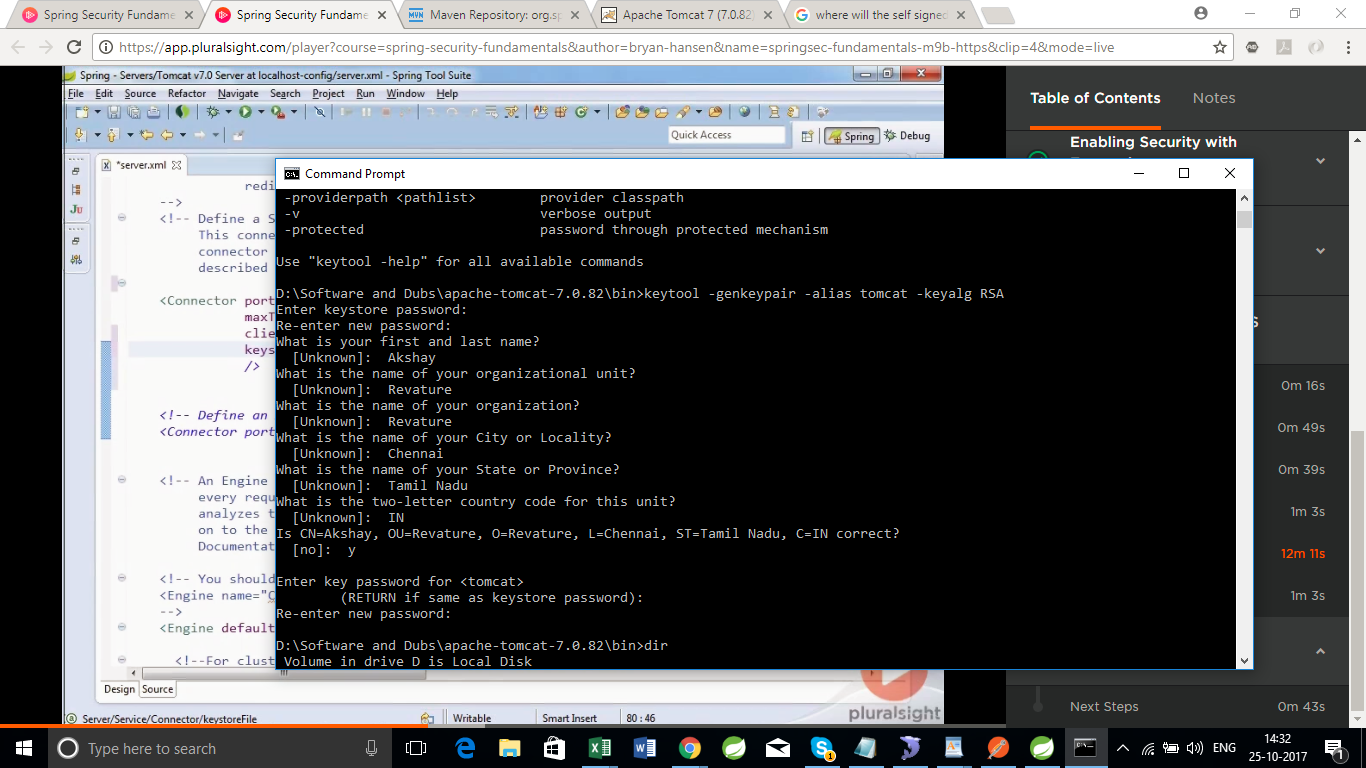 Spring Security Fundame
Spring Security Fundame
Maven Repository: org.sp
Apache Tomcat 7 (7.0.82)
where will the self signed
https://app.pluralsight.com/player?course=spring-security-fundamentals&author=bryan-hansen&name=springsec-fundamentals-m9b-https&clip=4&mode=live
Spring - Servers/Tomcat v7.0 Server at localhost-config/server.xml - Spring Tool Suite
File Edit Source Refactor Navigate Search Project Run Window Help
Quick Access
Spring
Debug
*server.xml
redi
-->
<!-- Define a S
This conne
connector
described
<Connector port
maxT
clie
keys
/>
<!-- Define an
<Connector port
<!-- An Engine
every requ
analyzes t
on to the
Documentat
<!-- You should
<Engine name="C
-->
<Engine default
<!--For clust
Design Source
Server/Service/Connector/keystoreFile
Writable
Smart Insert
80 : 46
pluralsight
Command Prompt
-providerpath <pathlist> provider classpath
-v verbose output
-protected password through protected mechanism
Use "keytool -help" for all available commands
D:\Software and Dubs\apache-tomcat-7.0.82\bin>keytool -genkeypair -alias tomcat -keyalg RSA
Enter keystore password:
Re-enter new password:
What is your first and last name?
[Unknown]: Akshay
What is the name of your organizational unit?
[Unknown]: Revature
What is the name of your organization?
[Unknown]: Revature
What is the name of your City or Locality?
[Unknown]: Chennai
What is the name of your State or Province?
[Unknown]: Tamil Nadu
What is the two-letter country code for this unit?
[Unknown]: IN
Is CN=Akshay, OU=Revature, O=Revature, L=Chennai, ST=Tamil Nadu, C=IN correct?
[no]: y
Enter key password for <tomcat>
(RETURN if same as keystore password):
Re-enter new password:
D:\Software and Dubs\apache-tomcat-7.0.82\bin>dir
Volume in drive D is Local Disk
Table of Contents
Notes
Enabling Security with
0m 16s
0m 49s
0m 39s
1m 3s
12m 11s
1m 3s
Next Steps
0m 43s
Type here to search
ENG
14:32
25-10-2017